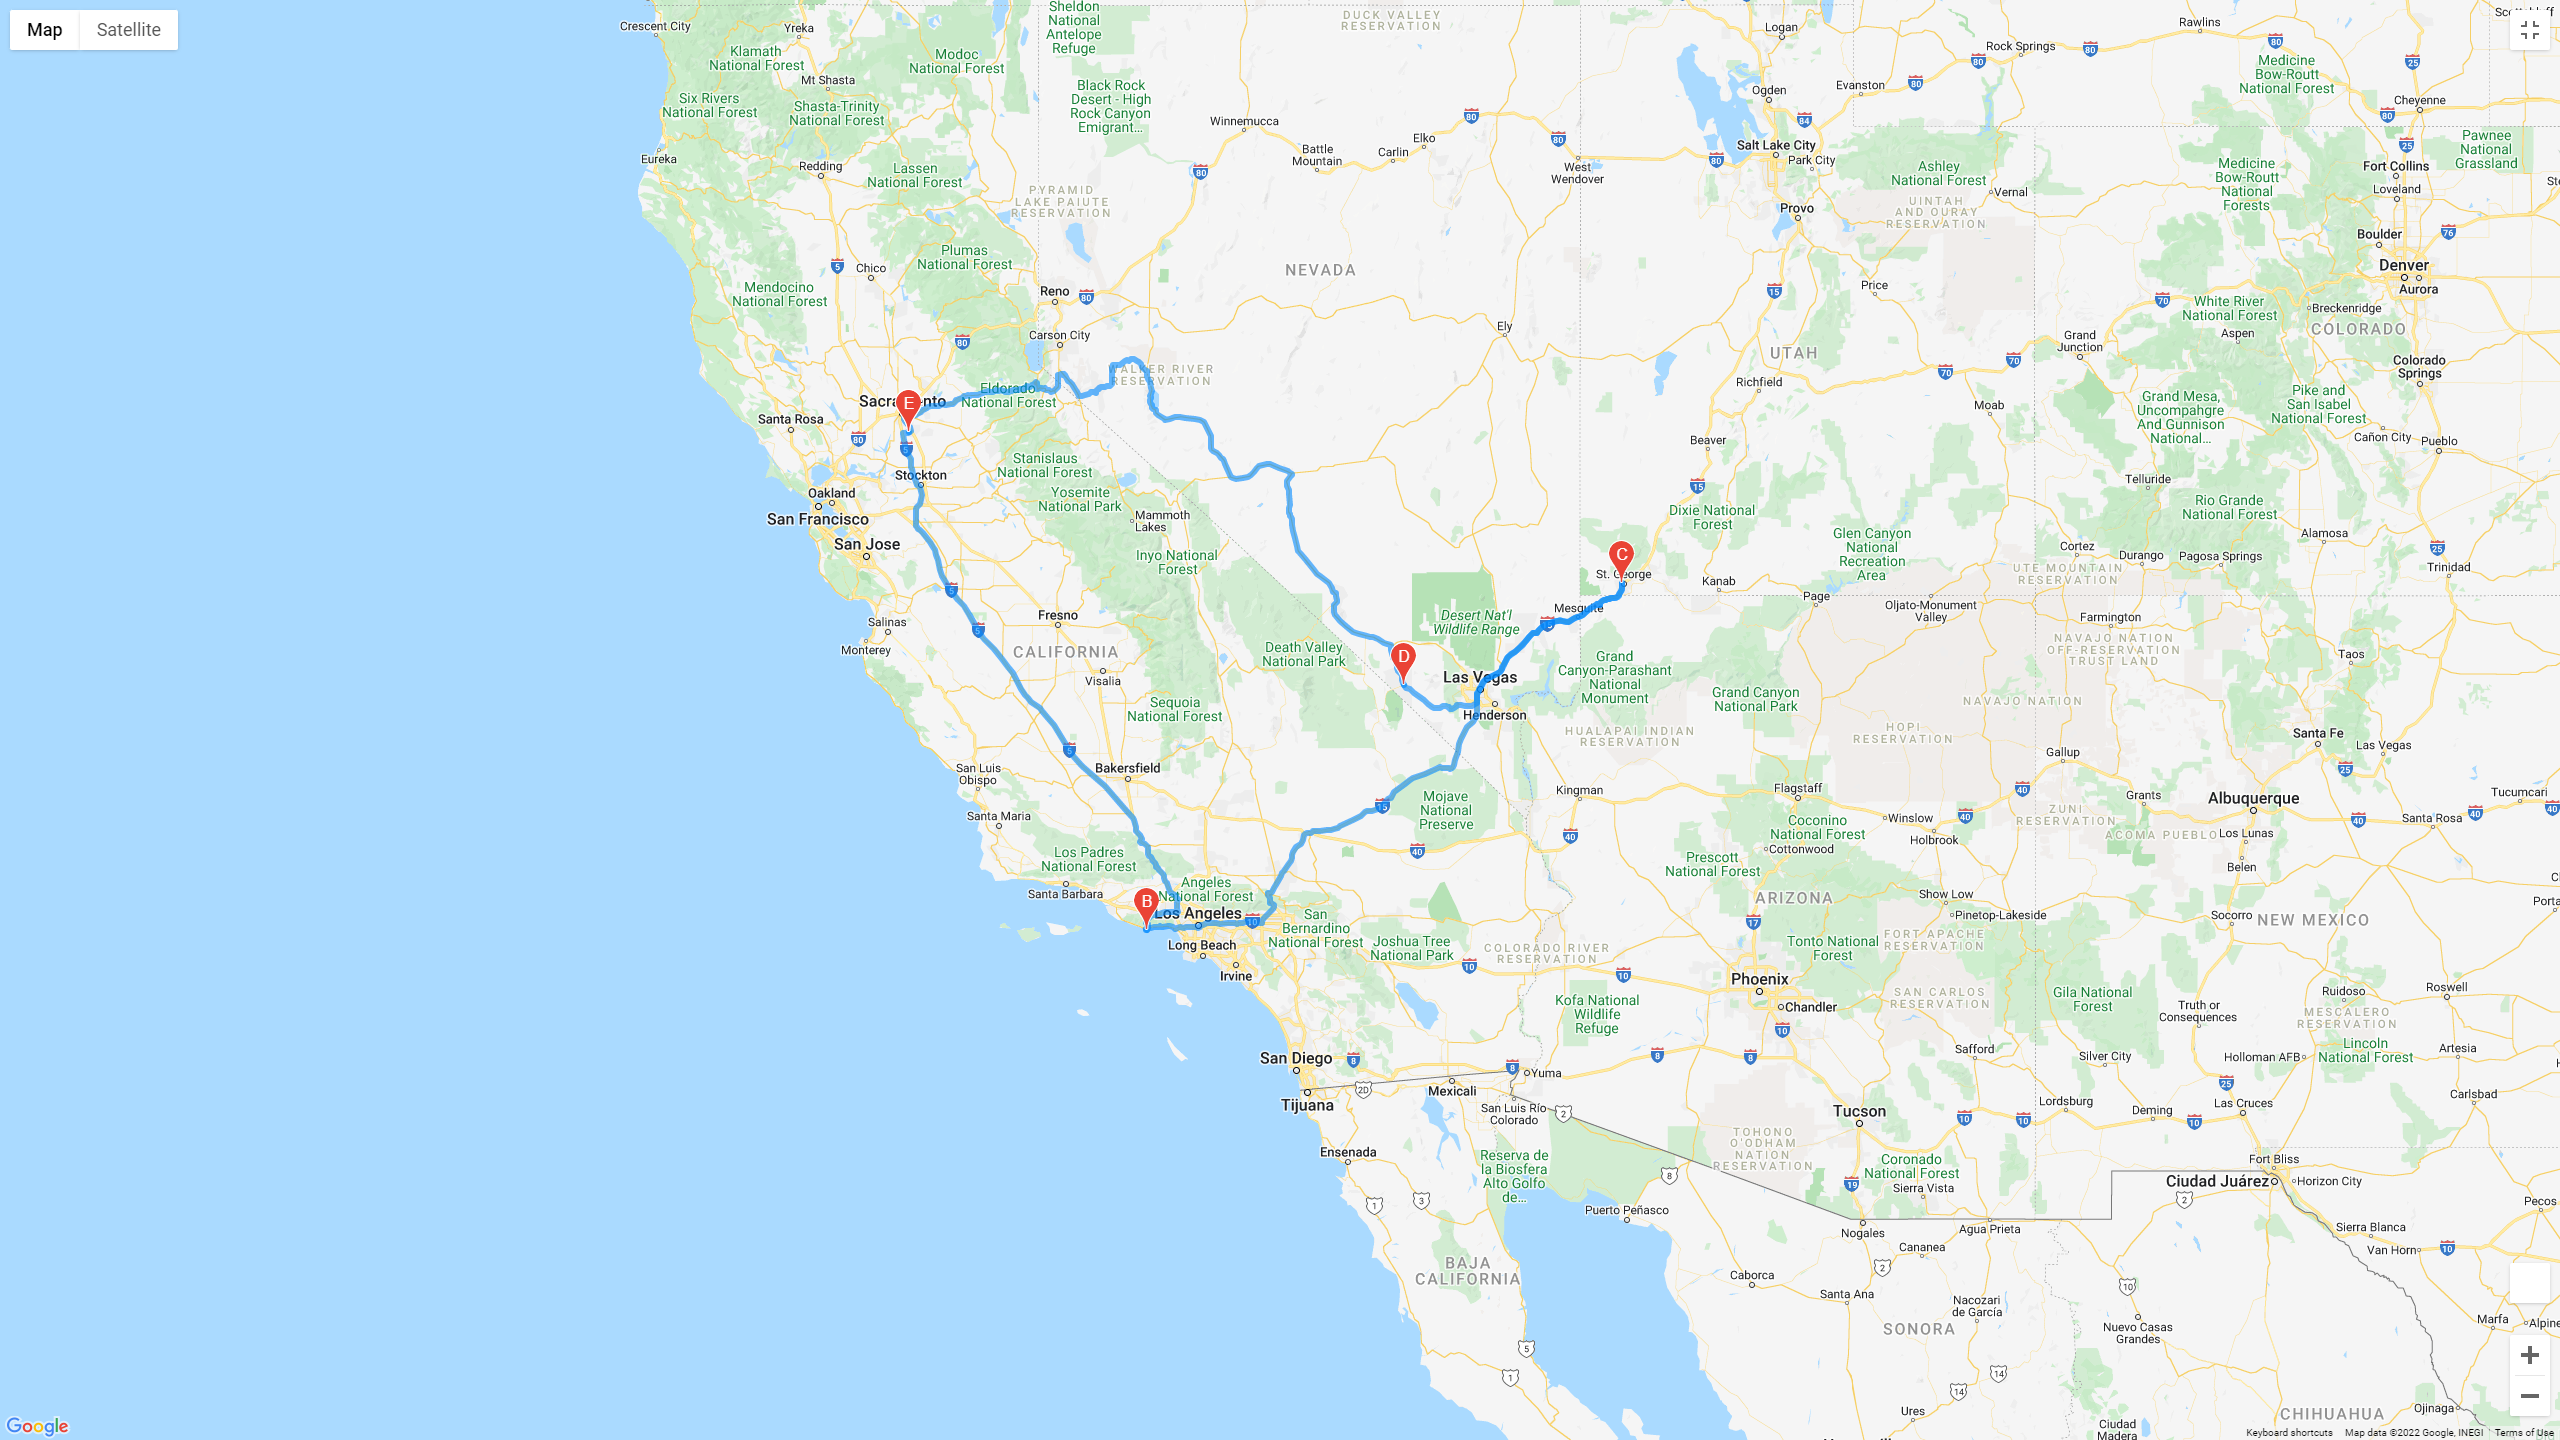 Map
Satellite
Crescent City
Yreka
Klamath
National Forest
Mt Shasta
Modoc
National Forest
Sheldon
National
Antelope
Refuge
Black Rock
Desert - High
Rock Canyon
Emigrant...
DUCK VALLEY
RESERVATION
Logan
Rock Springs
Rawlins
Evanston
Ogden
Medicine
Bow-Routt
National Forest
Cheyenne
Six Rivers
National Forest
Shasta-Trinity
National Forest
Winnemucca
Battle
Mountain
Elko
Carlin
West
Wendover
Salt Lake City
Park City
Ashley
National Forest
Vernal
Pawnee
National
Grassland
Fort Collins
Loveland
Medicine
Bow-Routt
National
Forests
Eureka
Redding
Lassen
National Forest
PYRAMID
LAKE PAIUTE
RESERVATION
Provo
UINTAH
AND OURAY
RESERVATION
Boulder
Denver
Aurora
Plumas
National Forest
Chico
Mendocino
National Forest
Reno
Carson City
NEVADA
Ely
Price
UTAH
Grand
Junction
White River
National Forest
Aspen
Breckenridge
COLORADO
Colorado
Springs
WALKER RIVER
RESERVATION
Eldorado
National Forest
E
Santa Rosa
Richfield
Moab
Grand Mesa,
Uncompahgre
And Gunnison
National...
Pike and
San Isabel
National Forest
Cañon City
Pueblo
Beaver
Stanislaus
National Forest
Stockton
Yosemite
National Park
Oakland
San Francisco
San Jose
Mammoth
Lakes
Inyo National
Forest
Telluride
Rio Grande
National Forest
Alamosa
Dixie National
Forest
Glen Canyon
National
Recreation
Area
Cortez
Durango
Pagosa Springs
Trinidad
UTE MOUNTAIN
RESERVATION
C
St. George
Kanab
Page
Oljato-Monument
Valley
Farmington
Mesquite
Desert Nat'l
Wildlife Range
Fresno
Salinas
Monterey
CALIFORNIA
Visalia
Death Valley
National Park
D
Las Vegas
Henderson
Grand
Canyon-Parashant
National
Monument
Grand Canyon
National Park
NAVAJO NATION
OFF-RESERVATION
TRUST LAND
Taos
NAVAJO NATION
Sequoia
National Forest
HUALAPAI INDIAN
RESERVATION
HOPI
RESERVATION
Gallup
Santa Fe
Las Vegas
San Luis
Obispo
Bakersfield
Kingman
Flagstaff
Grants
Albuquerque
Tucumcari
Santa Maria
Mojave
National
Preserve
Coconino
National Forest
Cottonwood
Winslow
Holbrook
ZUNI
RESERVATION
ACOMA PUEBLO
Los Lunas
Santa Rosa
Belen
Los Padres
National Forest
Santa Barbara
Angeles
National Forest
B
Los Angeles
Long Beach
Irvine
San
Bernardino
National Forest
Joshua Tree
National Park
Prescott
National Forest
ARIZONA
Show Low
Pinetop-Lakeside
Socorro
NEW MEXICO
COLORADO RIVER
RESERVATION
Tonto National
Forest
FORT APACHE
RESERVATION
Phoenix
Chandler
SAN CARLOS
RESERVATION
Gila National
Forest
Truth or
Consequences
Ruidoso
Roswell
MESCALERO
RESERVATION
Kofa National
Wildlife
Refuge
San Diego
Tijuana
Yuma
Mexicali
San Luis Río
Colorado
Safford
Silver City
Holloman AFB
Lincoln
National Forest
Artesia
Carlsbad
Tucson
Lordsburg
Deming
Las Cruces
Ensenada
Reserva de
la Biosfera
Alto Golfo
de...
TOHONO
O'ODHAM
NATION
RESERVATION
Coronado
National Forest
Sierra Vista
Fort Bliss
Ciudad Juárez
Horizon City
Pecos
Puerto Peñasco
Nogales
Agua Prieta
Cananea
Sierra Blanca
Van Horn
BAJA
CALIFORNIA
Caborca
Santa Ana
Nacozari
de García
SONORA
Nuevo Casas
Grandes
Marfa
Alpine
Ures
CHIHUAHUA
Ojinaga
Ciudad
Madera
Google
Keyboard shortcuts
Map data ©2022 Google, INEGI
Terms of Use